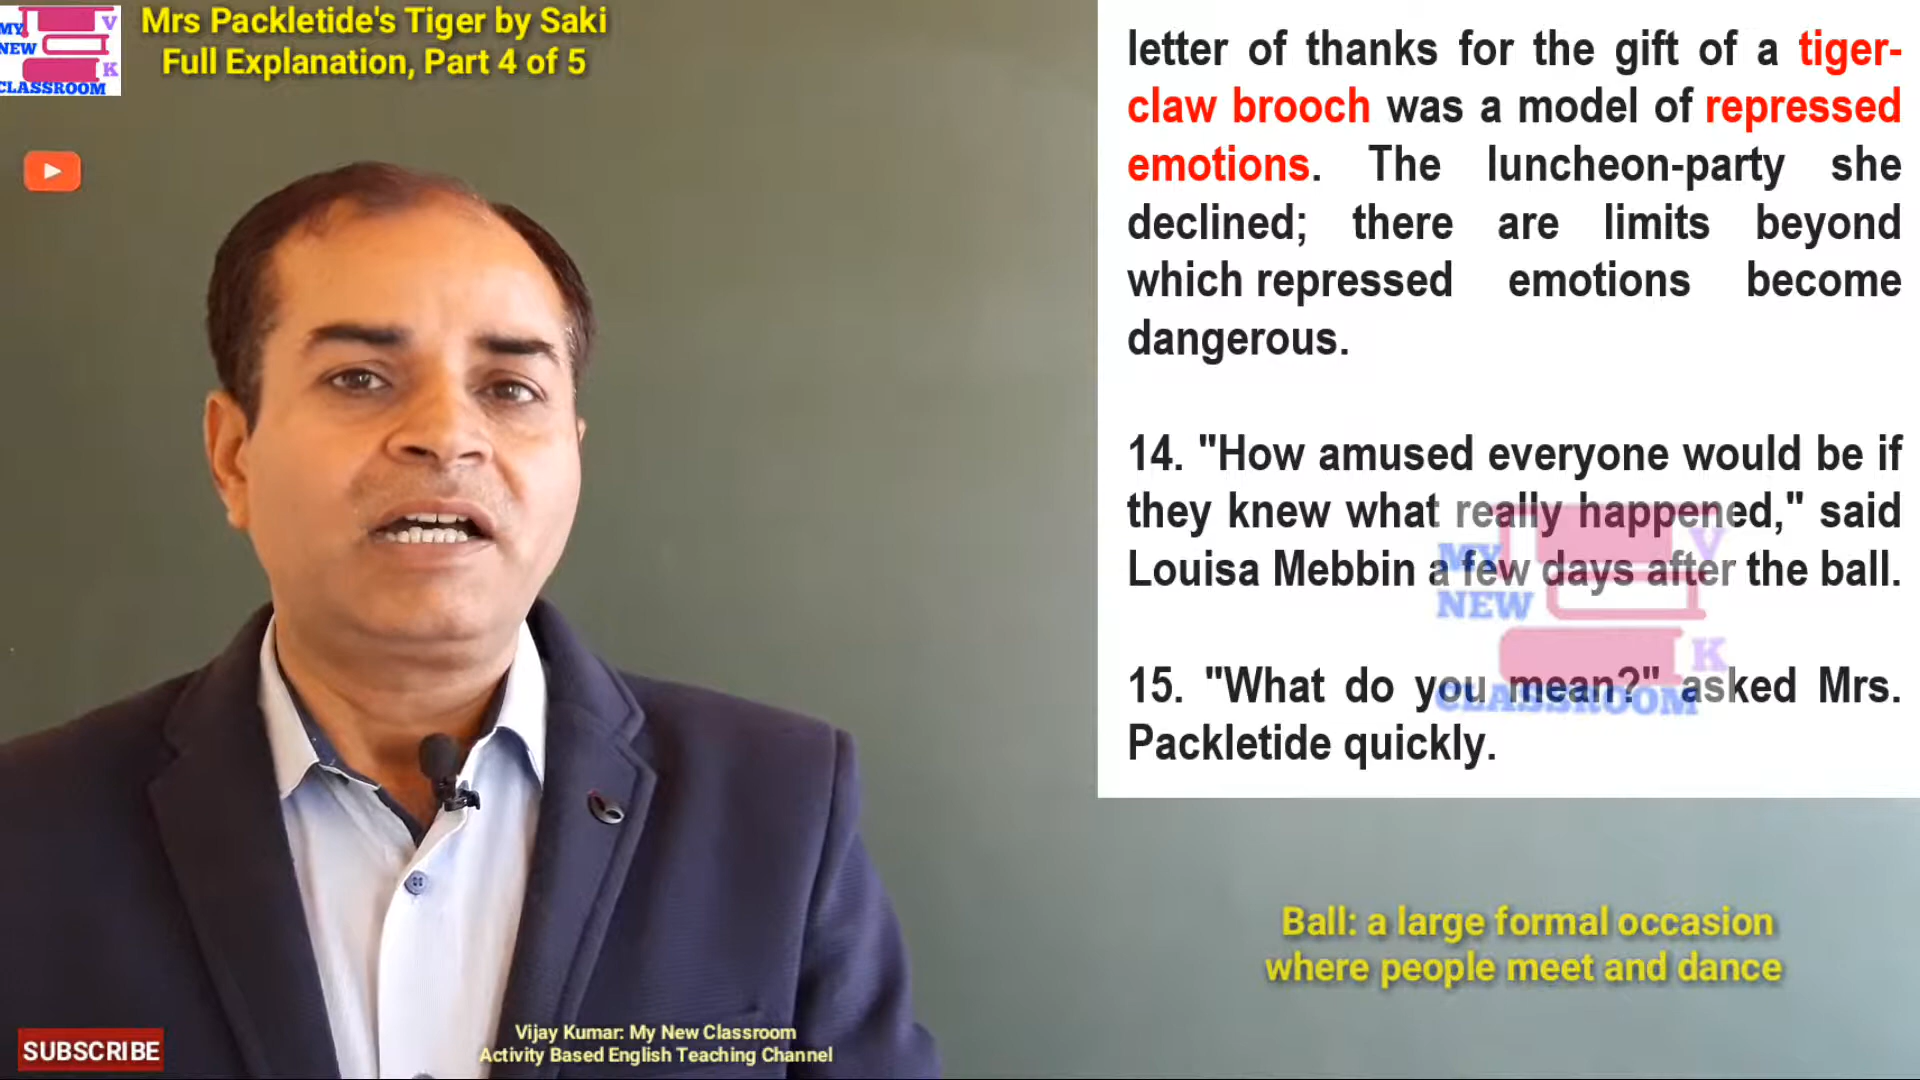 MY
NEW
V
K
CLASSROOM
Mrs Packletide's Tiger by Saki
Full Explanation, Part 4 of 5
letter of thanks for the gift of a tiger-
claw brooch was a model of repressed
emotions. The luncheon-party she
declined; there are limits beyond
which repressed emotions become
dangerous.
14. "How amused everyone would be if
they knew what really happened," said
Louisa Mebbin a few days after the ball.
15. "What do you mean?" asked Mrs.
Packletide quickly.
MY
NEW
V
K
CLASSROOM
Ball: a large formal occasion
where people meet and dance
SUBSCRIBE
Vijay Kumar: My New Classroom
Activity Based English Teaching Channel